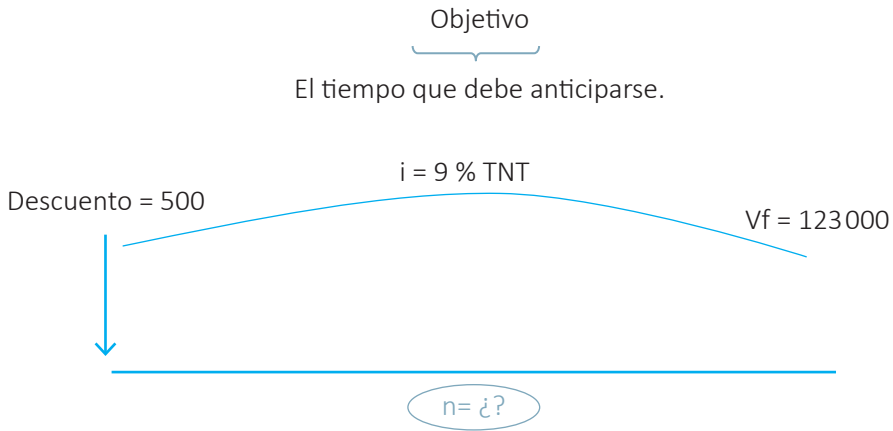 Objetivo
El tiempo que debe anticiparse.
i = 9 % TNT
Descuento = 500
Vf = 123 000
n= ¿?